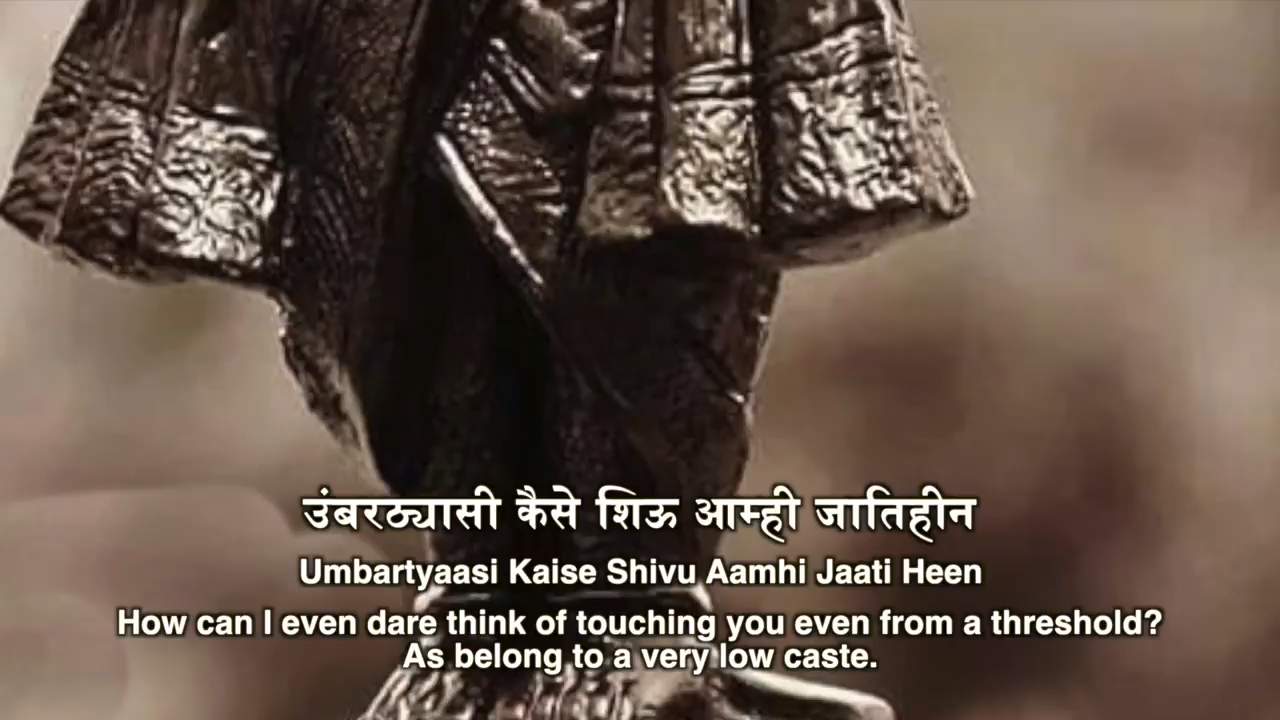 उंबरठ्यासी कैसे शिऊ आम्ही जातिहीन
Umbartyaasi Kaise Shivu Aamhi Jaati Heen
How can I even dare think of touching you even from a threshold?
As belong to a very low caste.